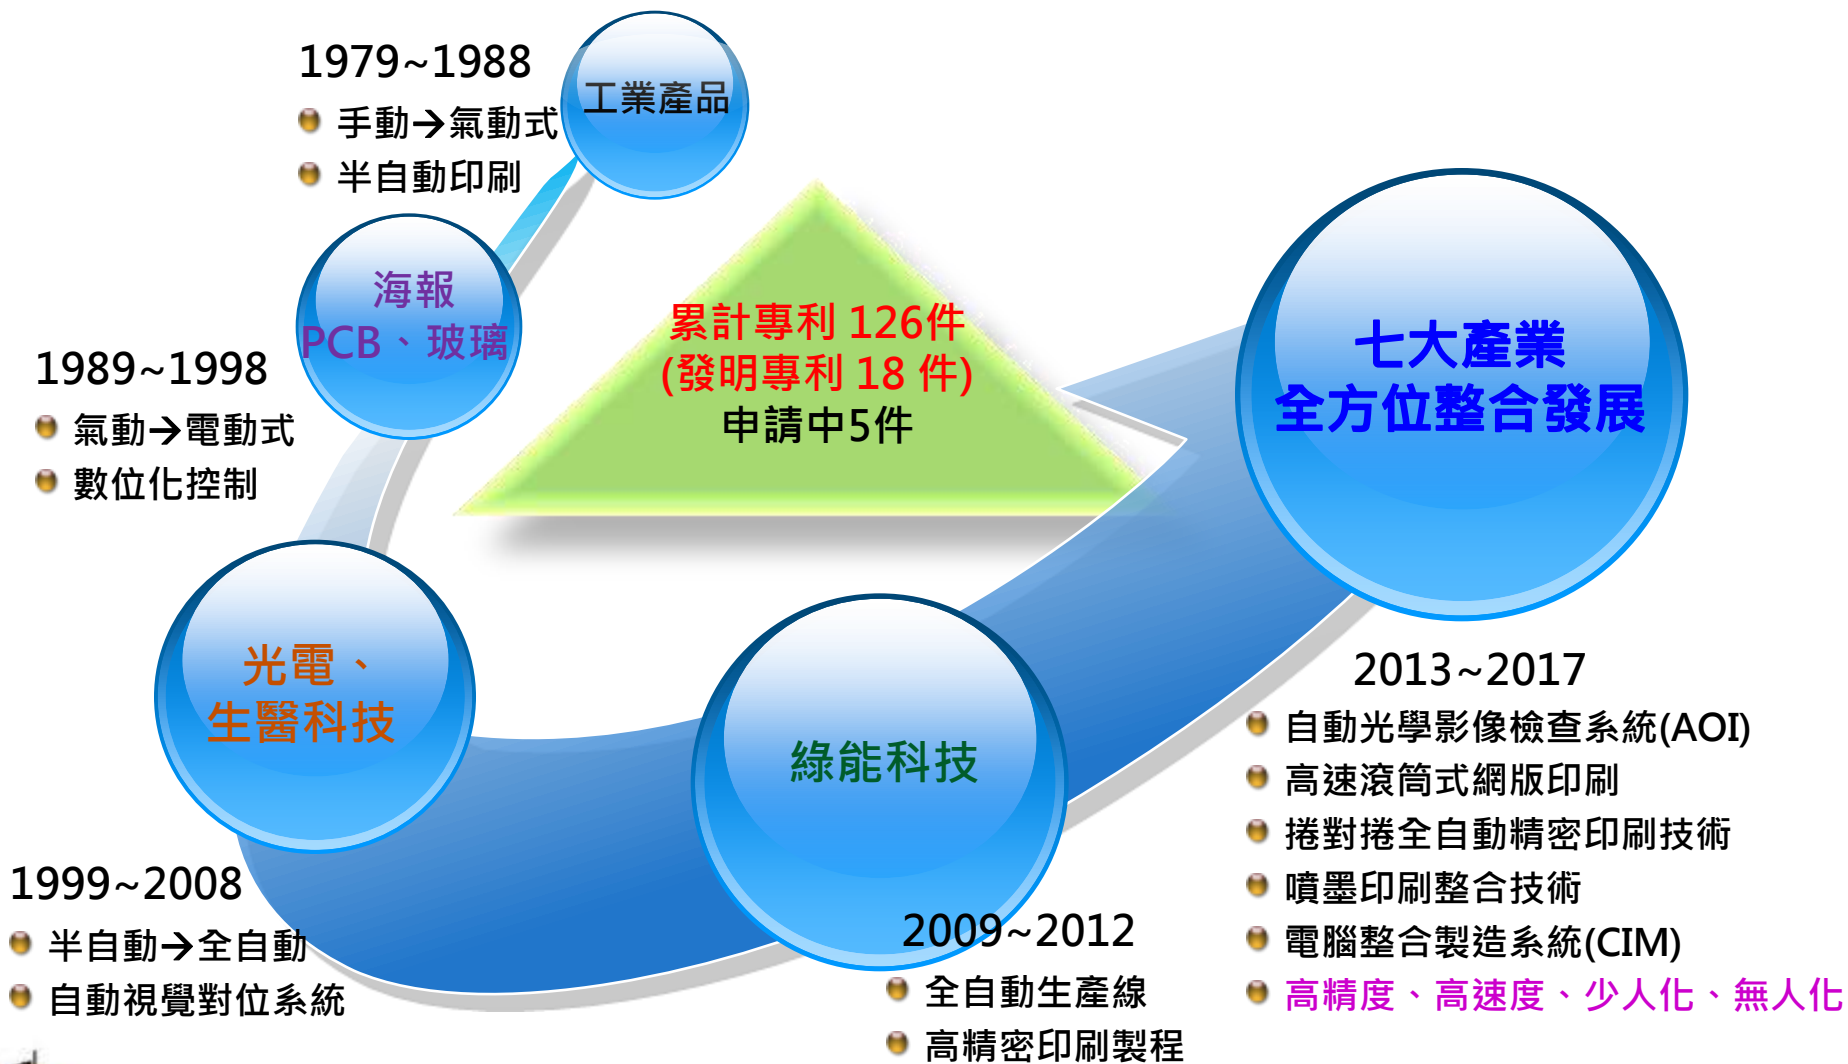 1979~1988
手動→氣動式
半自動印刷
工業產品
海報
PCB、玻璃
1989~1998
氣動→電動式
數位化控制
累計專利 126件
(發明專利 18 件)
申請中5件
光電、
生醫科技
1999~2008
半自動→全自動
自動視覺對位系統
綠能科技
2009~2012
全自動生產線
高精密印刷製程
七大產業
全方位整合發展
2013~2017
自動光學影像檢查系統(AOI)
高速滾筒式網版印刷
捲對捲全自動精密印刷技術
噴墨印刷整合技術
電腦整合製造系統(CIM)
高精度、高速度、少人化、無人化